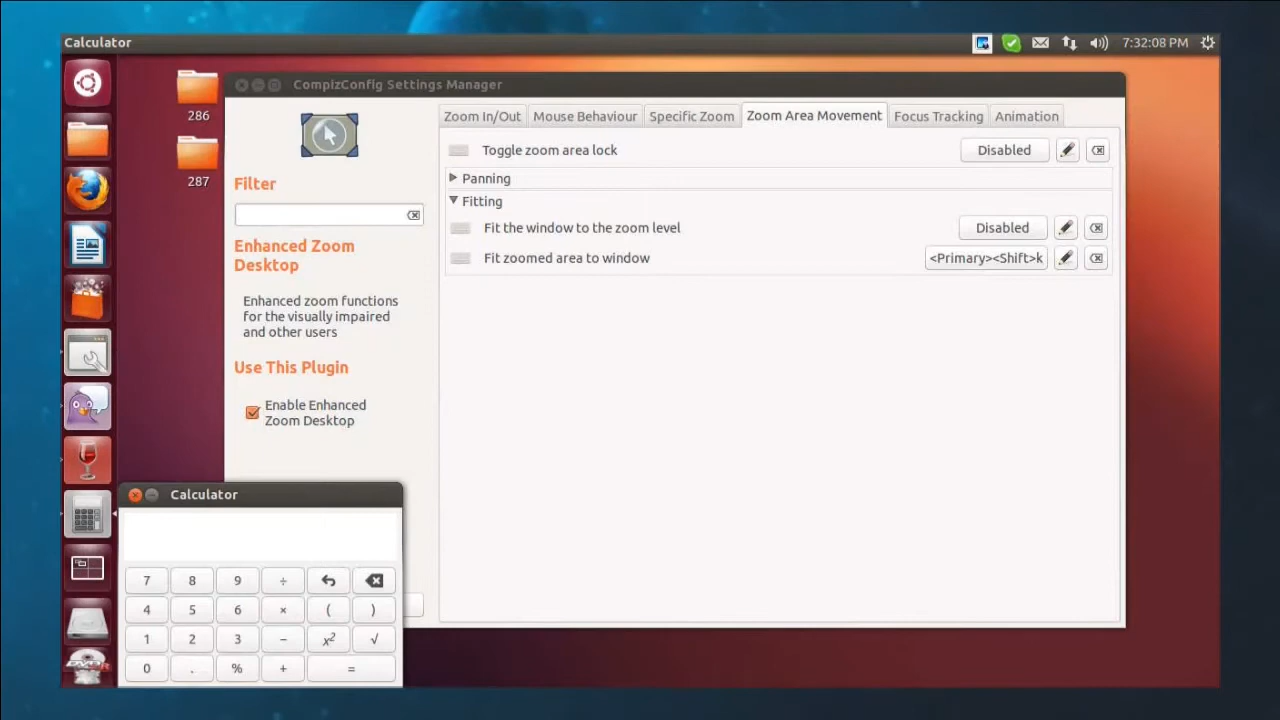 Calculator
7:32:08 PM
286
287
CompizConfig Settings Manager
Filter
Enhanced Zoom
Desktop
Enhanced zoom functions
for the visually impaired
and other users
Use This Plugin
Enable Enhanced
Zoom Desktop
Zoom In/Out
Mouse Behaviour
Specific Zoom
Zoom Area Movement
Focus Tracking
Animation
Toggle zoom area lock
Disabled
Panning
Fitting
Fit the window to the zoom level
Disabled
Fit zoomed area to window
<Primary><Shift>k
Calculator
7 8 9 ÷
4 5 6 × ( )
1 2 3 − x² √
0 . % + =
DVD-R